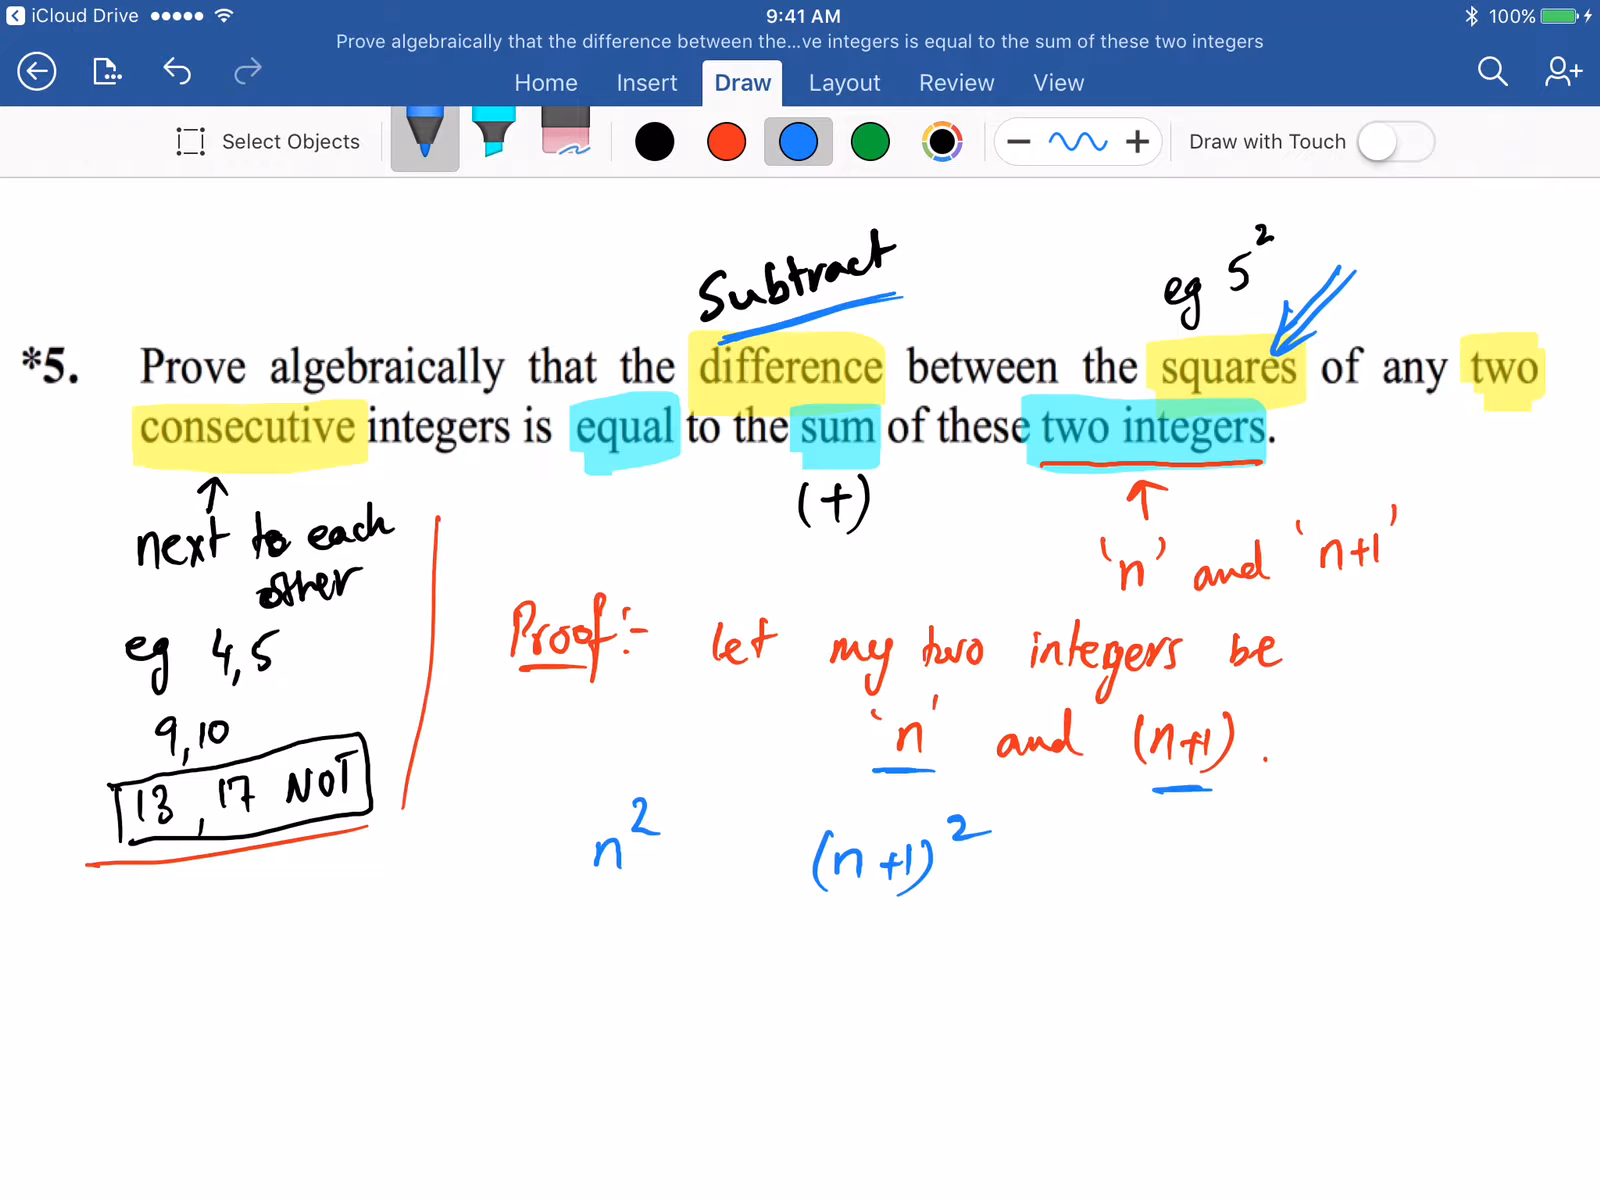 iCloud Drive 9:41 AM 100%
Prove algebraically that the difference between the...ve integers is equal to the sum of these two integers
Home Insert Draw Layout Review View
Select Objects Draw with Touch
Subtract eg 5²
*5. Prove algebraically that the difference between the squares of any two
consecutive integers is equal to the sum of these two integers.
(+)
next to each
other
'n' and 'n+1'
eg 4,5
9,10
13, 17 NOT
Proof:- let my two integers be
'n' and (n+1).
n² (n+1)²